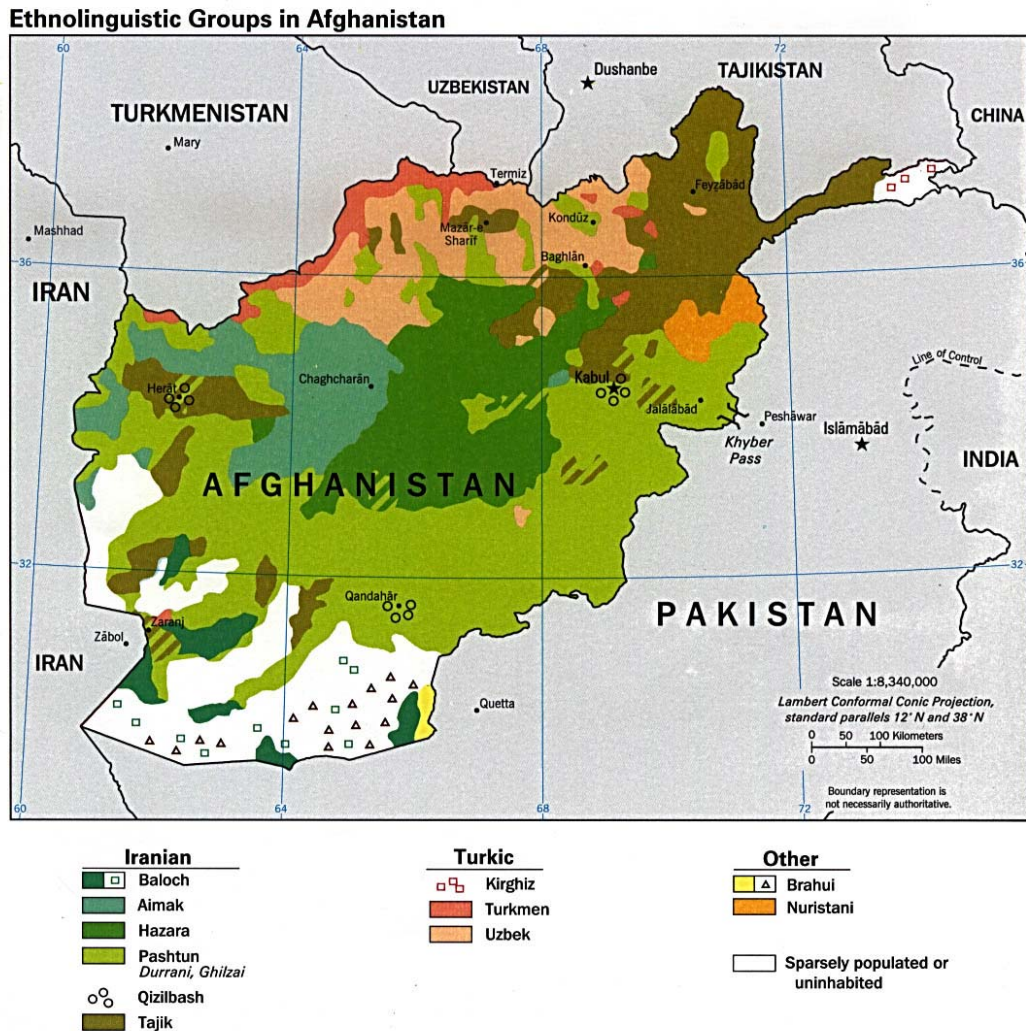 Ethnolinguistic Groups in Afghanistan
60
64
68
72
Dushanbe
TAJIKISTAN
UZBEKISTAN
CHINA
TURKMENISTAN
Mary
Termiz
Feyẕābād
Mazār-e
Sharīf
Kondūz
Mashhad
Baghlān
36
36
IRAN
Herāt
Chaghcharān
Kabul
Jalālābād
Line of Control
Peshāwar
Islāmābād
Khyber
Pass
INDIA
AFGHANISTAN
32
32
Qandahār
PAKISTAN
Zābol
Zaranj
IRAN
Quetta
Scale 1:8,340,000
Lambert Conformal Conic Projection,
standard parallels 12°N and 38°N
0 50 100 Kilometers
0 50 100 Miles
Boundary representation is
not necessarily authoritative.
60
64
68
72
Iranian
Baloch
Aimak
Hazara
Pashtun
Durrani, Ghilzai
Qizilbash
Tajik
Turkic
Kirghiz
Turkmen
Uzbek
Other
Brahui
Nuristani
Sparsely populated or
uninhabited